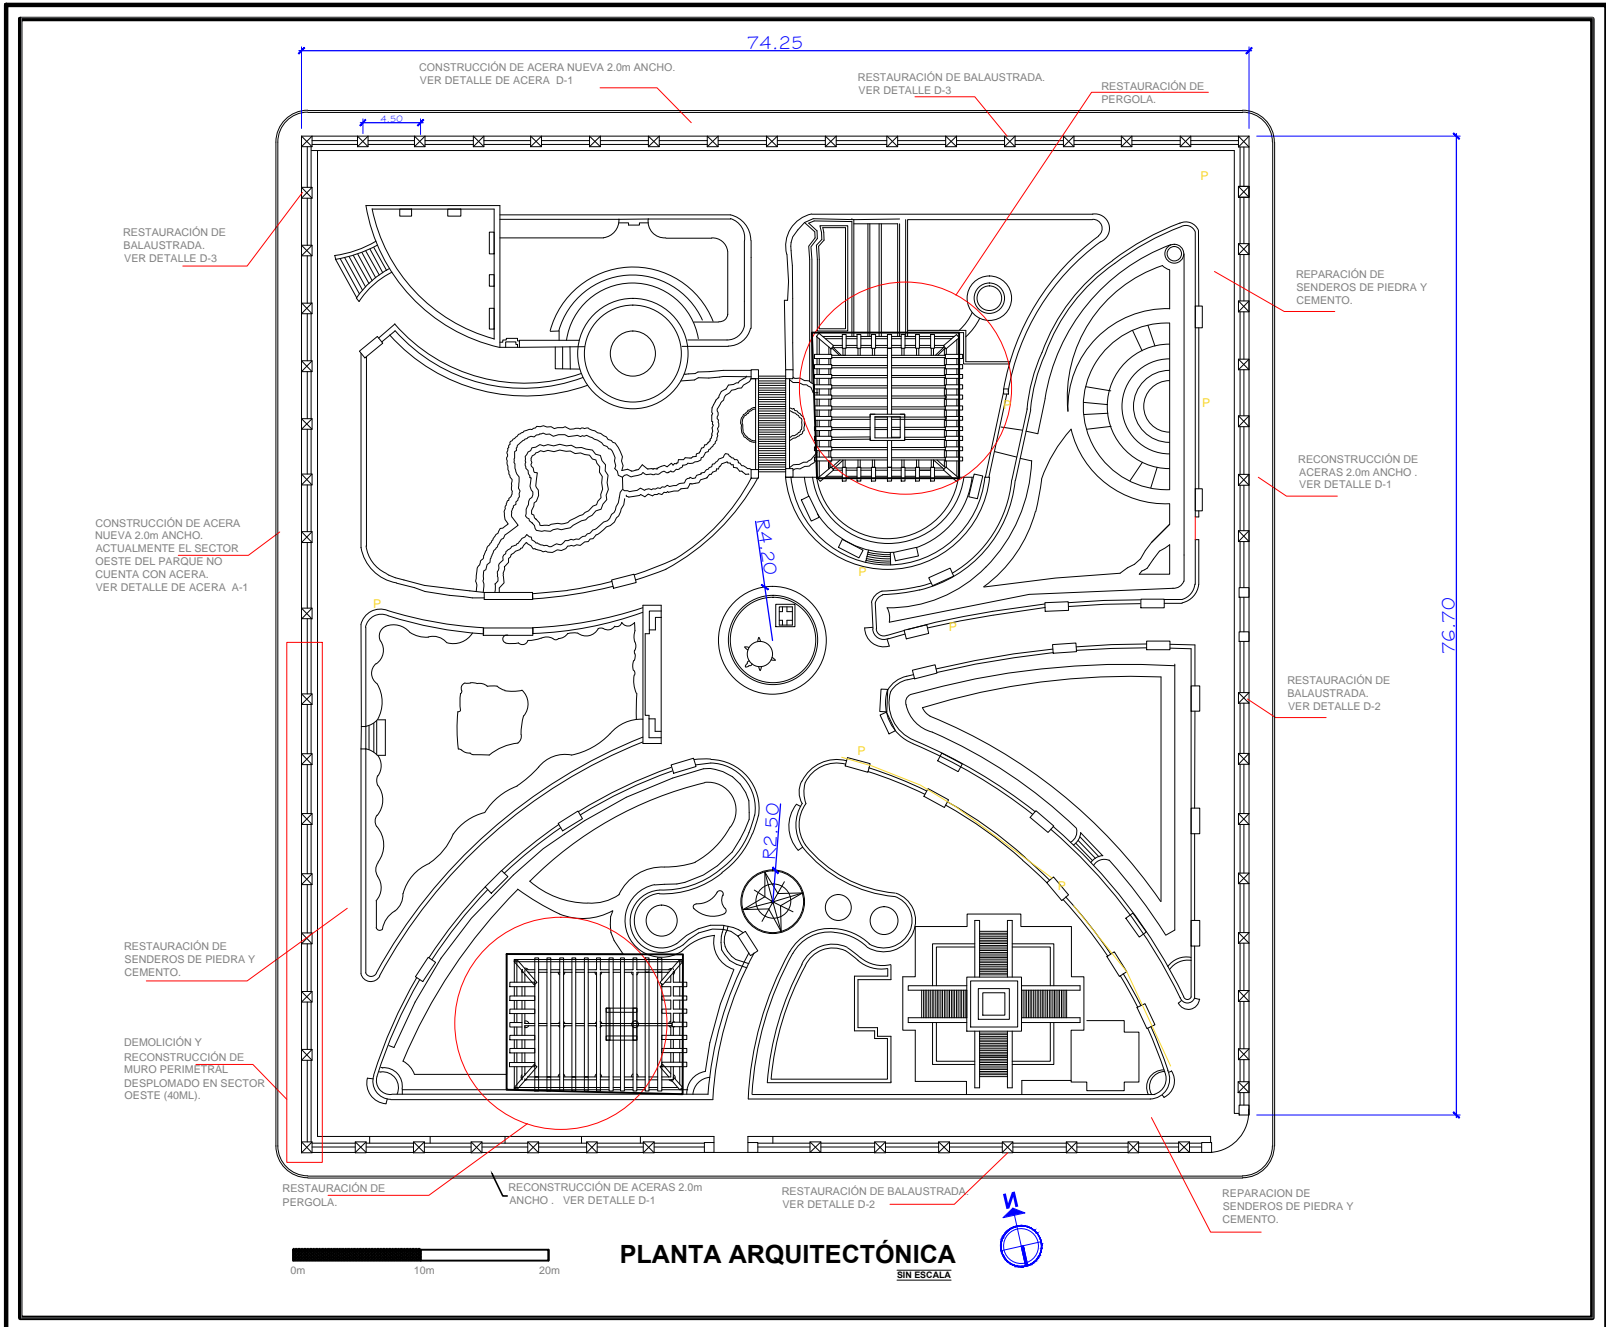 74.25
CONSTRUCCIÓN DE ACERA NUEVA 2.0m ANCHO.
VER DETALLE DE ACERA D-1
RESTAURACIÓN DE BALAUSTRADA.
VER DETALLE D-3
RESTAURACIÓN DE
PERGOLA.
4.50
P
RESTAURACIÓN DE
BALAUSTRADA.
VER DETALLE D-3
REPARACIÓN DE
SENDEROS DE PIEDRA Y
CEMENTO.
P
P
RECONSTRUCCIÓN DE
ACERAS 2.0m ANCHO .
VER DETALLE D-1
CONSTRUCCIÓN DE ACERA
NUEVA 2.0m ANCHO.
ACTUALMENTE EL SECTOR
OESTE DEL PARQUE NO
CUENTA CON ACERA.
VER DETALLE DE ACERA A-1
R4.20
P
P
P
76.70
RESTAURACIÓN DE
BALAUSTRADA.
VER DETALLE D-2
P
R2.50
P
RESTAURACIÓN DE
SENDEROS DE PIEDRA Y
CEMENTO.
DEMOLICIÓN Y
RECONSTRUCCIÓN DE
MURO PERIMETRAL
DESPLOMADO EN SECTOR
OESTE (40ML).
RESTAURACIÓN DE
PERGOLA.
RECONSTRUCCIÓN DE ACERAS 2.0m
ANCHO . VER DETALLE D-1
RESTAURACIÓN DE BALAUSTRADA.
VER DETALLE D-2
REPARACION DE
SENDEROS DE PIEDRA Y
CEMENTO.
N
0m 10m 20m
PLANTA ARQUITECTÓNICA
SIN ESCALA